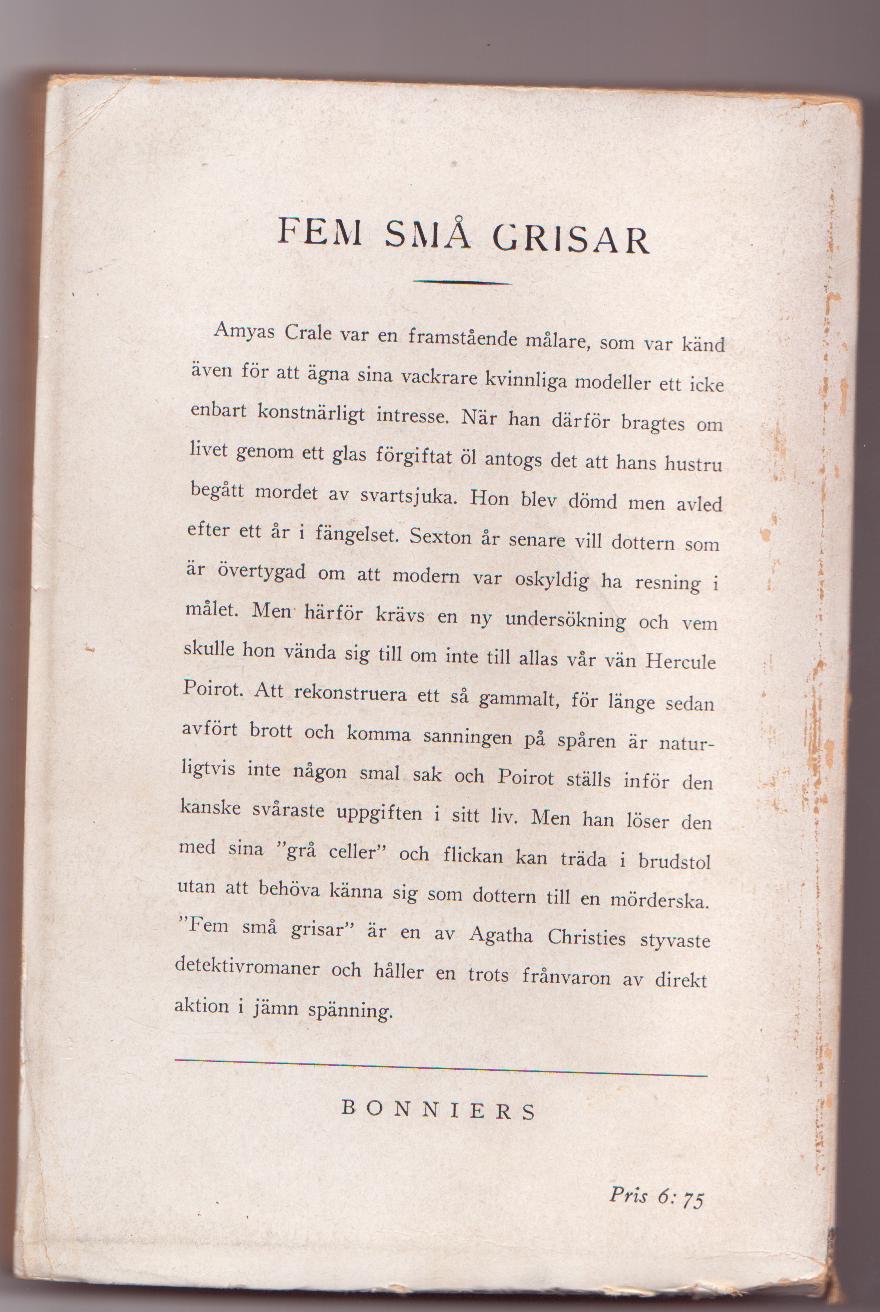 FEM SMÅ GRISAR
Amyas Crale var en framstående målare, som var känd
även för att ägna sina vackrare kvinnliga modeller ett icke
enbart konstnärligt intresse. När han därför bragtes om
livet genom ett glas förgiftat öl antogs det att hans hustru
begått mordet av svartsjuka. Hon blev dömd men avled
efter ett år i fängelset. Sexton år senare vill dottern som
är övertygad om att modern var oskyldig ha resning i
målet. Men härför krävs en ny undersökning och vem
skulle hon vända sig till om inte till allas vår vän Hercule
Poirot. Att rekonstruera ett så gammalt, för länge sedan
avfört brott och komma sanningen på spåren är natur-
ligtvis inte någon smal sak och Poirot ställs inför den
kanske svåraste uppgiften i sitt liv. Men han löser den
med sina ”grå celler” och flickan kan träda i brudstol
utan att behöva känna sig som dottern till en mörderska.
”Fem små grisar” är en av Agatha Christies styvaste
detektivromaner och håller en trots frånvaron av direkt
aktion i jämn spänning.
BONNIERS
Pris 6: 75